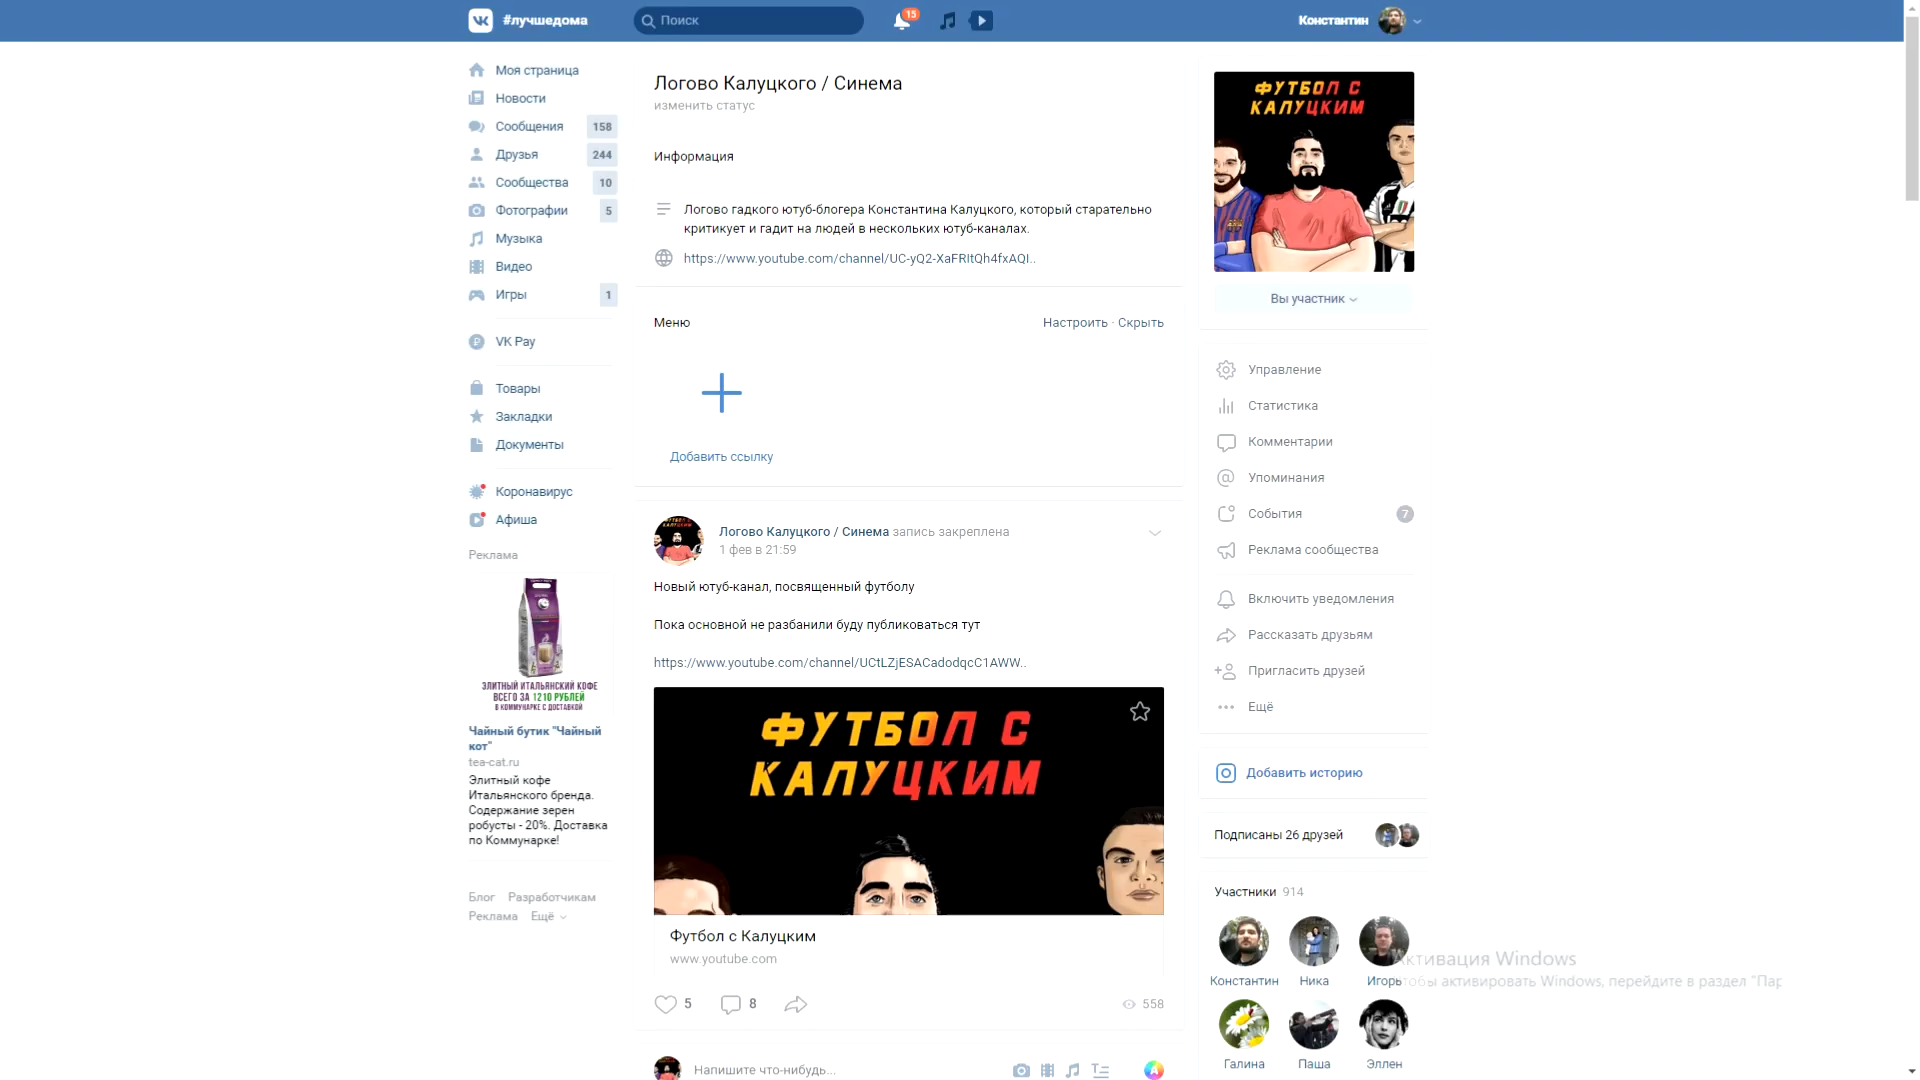 #лучшедома
Поиск
15
Константин
Моя страница
Новости
Сообщения 158
Друзья 244
Сообщества 10
Фотографии 5
Музыка
Видео
Игры 1
VK Pay
Товары
Закладки
Документы
Коронавирус
Афиша
Реклама
ЭЛИТНЫЙ ИТАЛЬЯНСКИЙ КОФЕ
ВСЕГО ЗА 1210 РУБЛЕЙ
В КОММУНАРКЕ С ДОСТАВКОЙ
Чайный бутик "Чайный
кот"
tea-cat.ru
Элитный кофе
Итальянского бренда.
Содержание зерен
робусты - 20%. Доставка
по Коммунарке!
Блог Разработчикам
Реклама Ещё
Логово Калуцкого / Синема
изменить статус
Информация
Логово гадкого ютуб-блогера Константина Калуцкого, который старательно
критикует и гадит на людей в нескольких ютуб-каналах.
https://www.youtube.com/channel/UC-yQ2-XaFRItQh4fxAQI..
Меню
Настроить · Скрыть
Добавить ссылку
Логово Калуцкого / Синема запись закреплена
1 фев в 21:59
Новый ютуб-канал, посвященный футболу
Пока основной не разбанили буду публиковаться тут
https://www.youtube.com/channel/UCtLZjESACadodqcC1AWW..
ФУТБОЛ С
КАЛУЦКИМ
Футбол с Калуцким
www.youtube.com
5 8 558
Напишите что-нибудь...
ФУТБОЛ С
КАЛУЦКИМ
Вы участник
Управление
Статистика
Комментарии
Упоминания
События 7
Реклама сообщества
Включить уведомления
Рассказать друзьям
Пригласить друзей
Ещё
Добавить историю
Подписаны 26 друзей
Участники 914
Константин Ника Игорь
Галина Паша Эллен
Активация Windows
Чтобы активировать Windows, перейдите в раздел "Пар